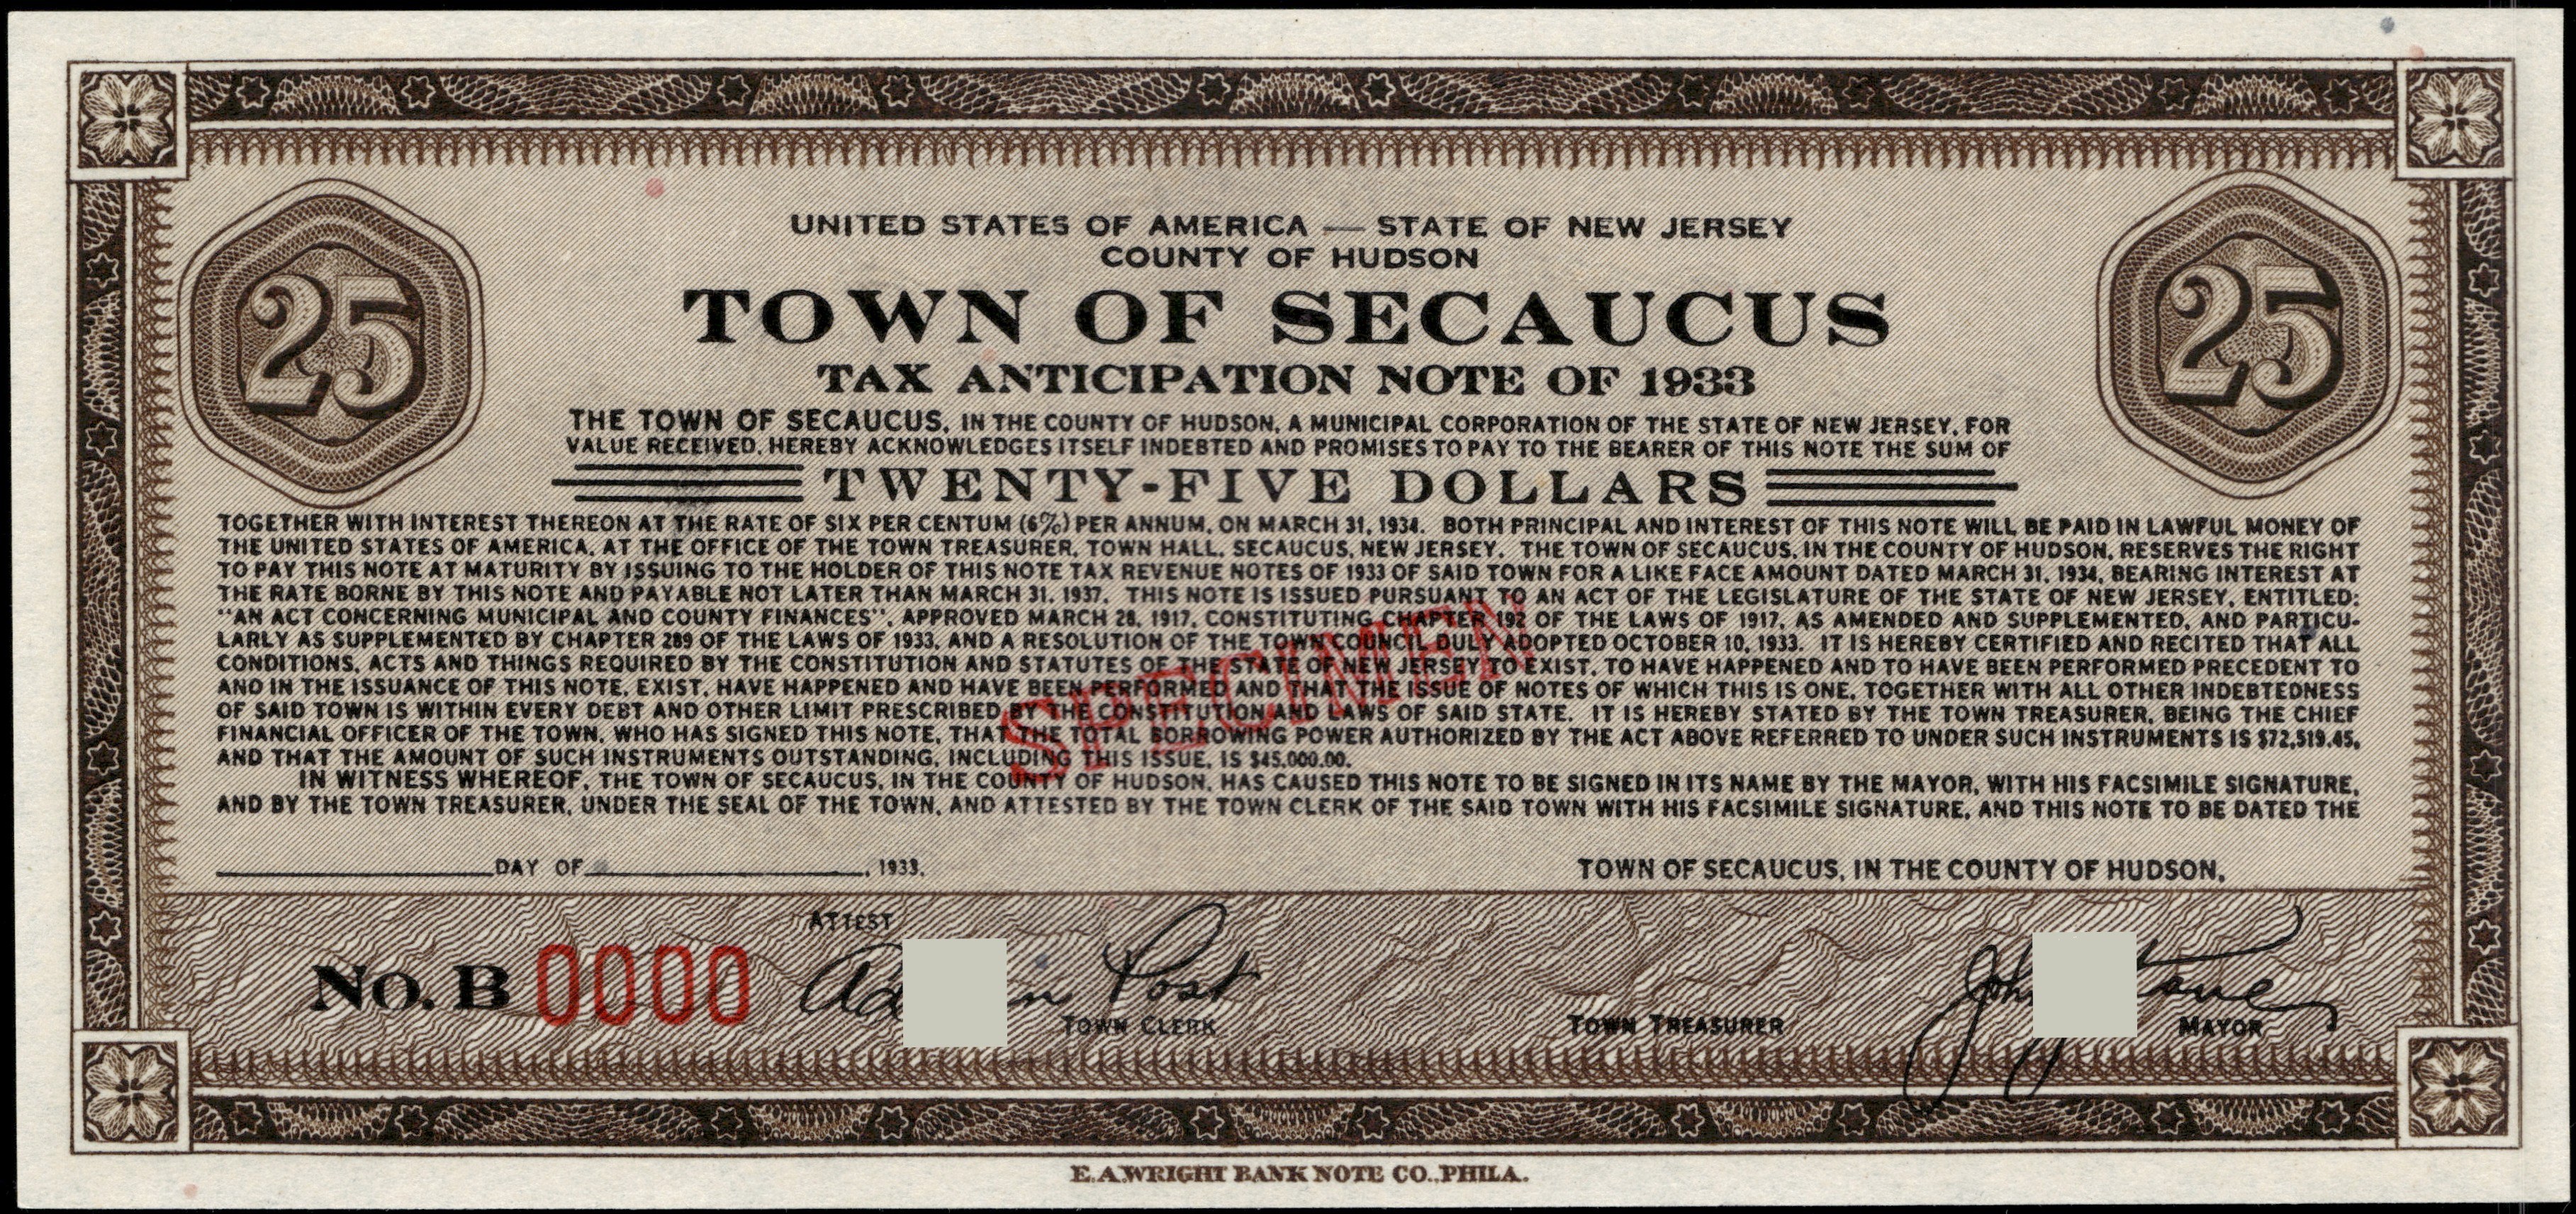 UNITED STATES OF AMERICA — STATE OF NEW JERSEY
COUNTY OF HUDSON
25
25
TOWN OF SECAUCUS
TAX ANTICIPATION NOTE OF 1933
THE TOWN OF SECAUCUS, IN THE COUNTY OF HUDSON, A MUNICIPAL CORPORATION OF THE STATE OF NEW JERSEY, FOR
VALUE RECEIVED, HEREBY ACKNOWLEDGES ITSELF INDEBTED AND PROMISES TO PAY TO THE BEARER OF THIS NOTE THE SUM OF
TWENTY-FIVE DOLLARS
TOGETHER WITH INTEREST THEREON AT THE RATE OF SIX PER CENTUM (6%) PER ANNUM, ON MARCH 31, 1934. BOTH PRINCIPAL AND INTEREST OF THIS NOTE WILL BE PAID IN LAWFUL MONEY OF
THE UNITED STATES OF AMERICA, AT THE OFFICE OF THE TOWN TREASURER, TOWN HALL, SECAUCUS, NEW JERSEY. THE TOWN OF SECAUCUS, IN THE COUNTY OF HUDSON, RESERVES THE RIGHT
TO PAY THIS NOTE AT MATURITY BY ISSUING TO THE HOLDER OF THIS NOTE TAX REVENUE NOTES OF 1933 OF SAID TOWN FOR A LIKE FACE AMOUNT DATED MARCH 31, 1934, BEARING INTEREST AT
THE RATE BORNE BY THIS NOTE AND PAYABLE NOT LATER THAN MARCH 31, 1937. THIS NOTE IS ISSUED PURSUANT TO AN ACT OF THE LEGISLATURE OF THE STATE OF NEW JERSEY, ENTITLED:
"AN ACT CONCERNING MUNICIPAL AND COUNTY FINANCES", APPROVED MARCH 28, 1917, CONSTITUTING CHAPTER 192 OF THE LAWS OF 1917, AS AMENDED AND SUPPLEMENTED, AND PARTICU-
LARLY AS SUPPLEMENTED BY CHAPTER 289 OF THE LAWS OF 1933, AND A RESOLUTION OF THE TOWN COUNCIL DULY ADOPTED OCTOBER 10, 1933. IT IS HEREBY CERTIFIED AND RECITED THAT ALL
CONDITIONS, ACTS AND THINGS REQUIRED BY THE CONSTITUTION AND STATUTES OF THE STATE OF NEW JERSEY TO EXIST, TO HAVE HAPPENED AND TO HAVE BEEN PERFORMED PRECEDENT TO
AND IN THE ISSUANCE OF THIS NOTE, EXIST, HAVE HAPPENED AND HAVE BEEN PERFORMED AND THAT THE ISSUE OF NOTES OF WHICH THIS IS ONE, TOGETHER WITH ALL OTHER INDEBTEDNESS
OF SAID TOWN IS WITHIN EVERY DEBT AND OTHER LIMIT PRESCRIBED BY THE CONSTITUTION AND LAWS OF SAID STATE. IT IS HEREBY STATED BY THE TOWN TREASURER, BEING THE CHIEF
FINANCIAL OFFICER OF THE TOWN, WHO HAS SIGNED THIS NOTE, THAT THE TOTAL BORROWING POWER AUTHORIZED BY THE ACT ABOVE REFERRED TO UNDER SUCH INSTRUMENTS IS $72,519.45,
AND THAT THE AMOUNT OF SUCH INSTRUMENTS OUTSTANDING, INCLUDING THIS ISSUE, IS $45,000.00.
IN WITNESS WHEREOF, THE TOWN OF SECAUCUS, IN THE COUNTY OF HUDSON, HAS CAUSED THIS NOTE TO BE SIGNED IN ITS NAME BY THE MAYOR, WITH HIS FACSIMILE SIGNATURE,
AND BY THE TOWN TREASURER, UNDER THE SEAL OF THE TOWN, AND ATTESTED BY THE TOWN CLERK OF THE SAID TOWN WITH HIS FACSIMILE SIGNATURE, AND THIS NOTE TO BE DATED THE
SPECIMEN
DAY OF , 1933.
TOWN OF SECAUCUS, IN THE COUNTY OF HUDSON,
ATTEST
No. B 0000
Post
TOWN CLERK
TOWN TREASURER
MAYOR
E.A.WRIGHT BANK NOTE CO., PHILA.